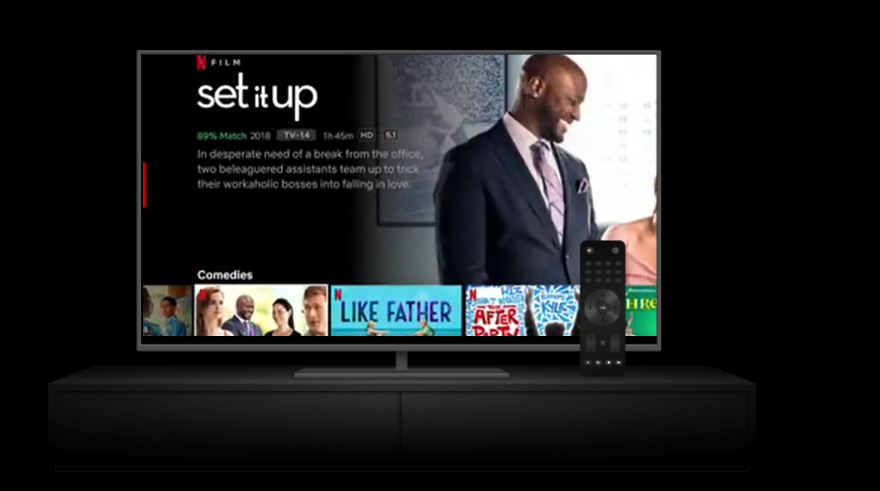 N FILM
set it up
89% Match 2018 TV-14 1h 45m HD 5.1
In desperate need of a break from the office,
two beleaguered assistants team up to trick
their workaholic bosses into falling in love.
Comedies
N
LIKE FATHER
N
THE
AFTER
PARTY